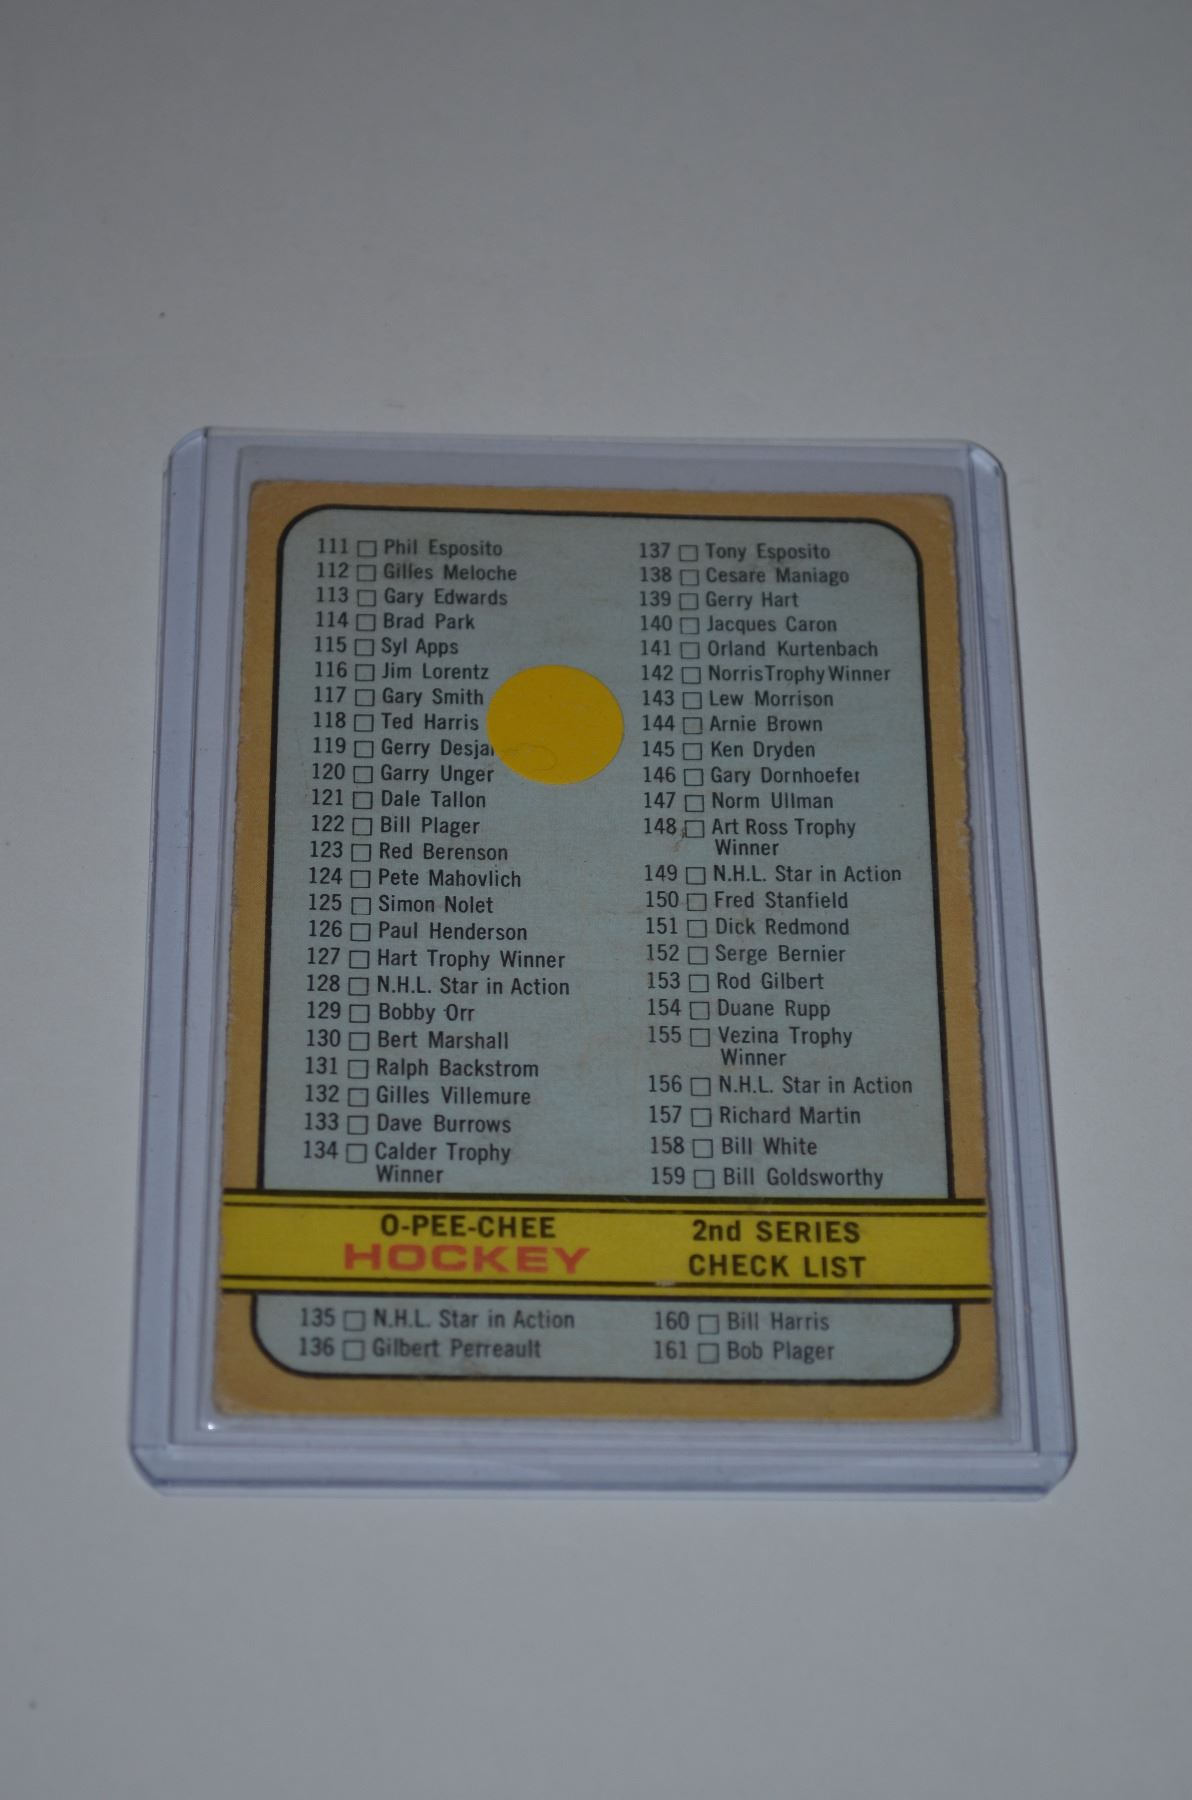 111 Phil Esposito
112 Gilles Meloche
113 Gary Edwards
114 Brad Park
115 Syl Apps
116 Jim Lorentz
117 Gary Smith
118 Ted Harris
119 Gerry
120 Garry Unger
121 Dale Tallon
122 Bill Plager
123 Red Berenson
124 Pete Mahovlich
125 Simon Nolet
126 Paul Henderson
127 Hart Trophy Winner
128 N.H.L. Star in Action
129 Bobby Orr
130 Bert Marshall
131 Ralph Backstrom
132 Gilles Villemure
133 Dave Burrows
134 Calder Trophy
Winner
137 Tony Esposito
138 Cesare Maniago
139 Gerry Hart
140 Jacques Caron
141 Orland Kurtenbach
142 Norris Trophy Winner
143 Lew Morrison
144 Arnie Brown
145 Ken Dryden
146 Gary Dornhoefer
147 Norm Ullman
148 Art Ross Trophy
Winner
149 N.H.L. Star in Action
150 Fred Stanfield
151 Dick Redmond
152 Serge Bernier
153 Rod Gilbert
154 Duane Rupp
155 Vezina Trophy
Winner
156 N.H.L. Star in Action
157 Richard Martin
158 Bill White
159 Bill Goldsworthy
O-PEE-CHEE
HOCKEY
2nd SERIES
CHECK LIST
135 N.H.L. Star in Action
136 Gilbert Perreault
160 Bill Harris
161 Bob Plager